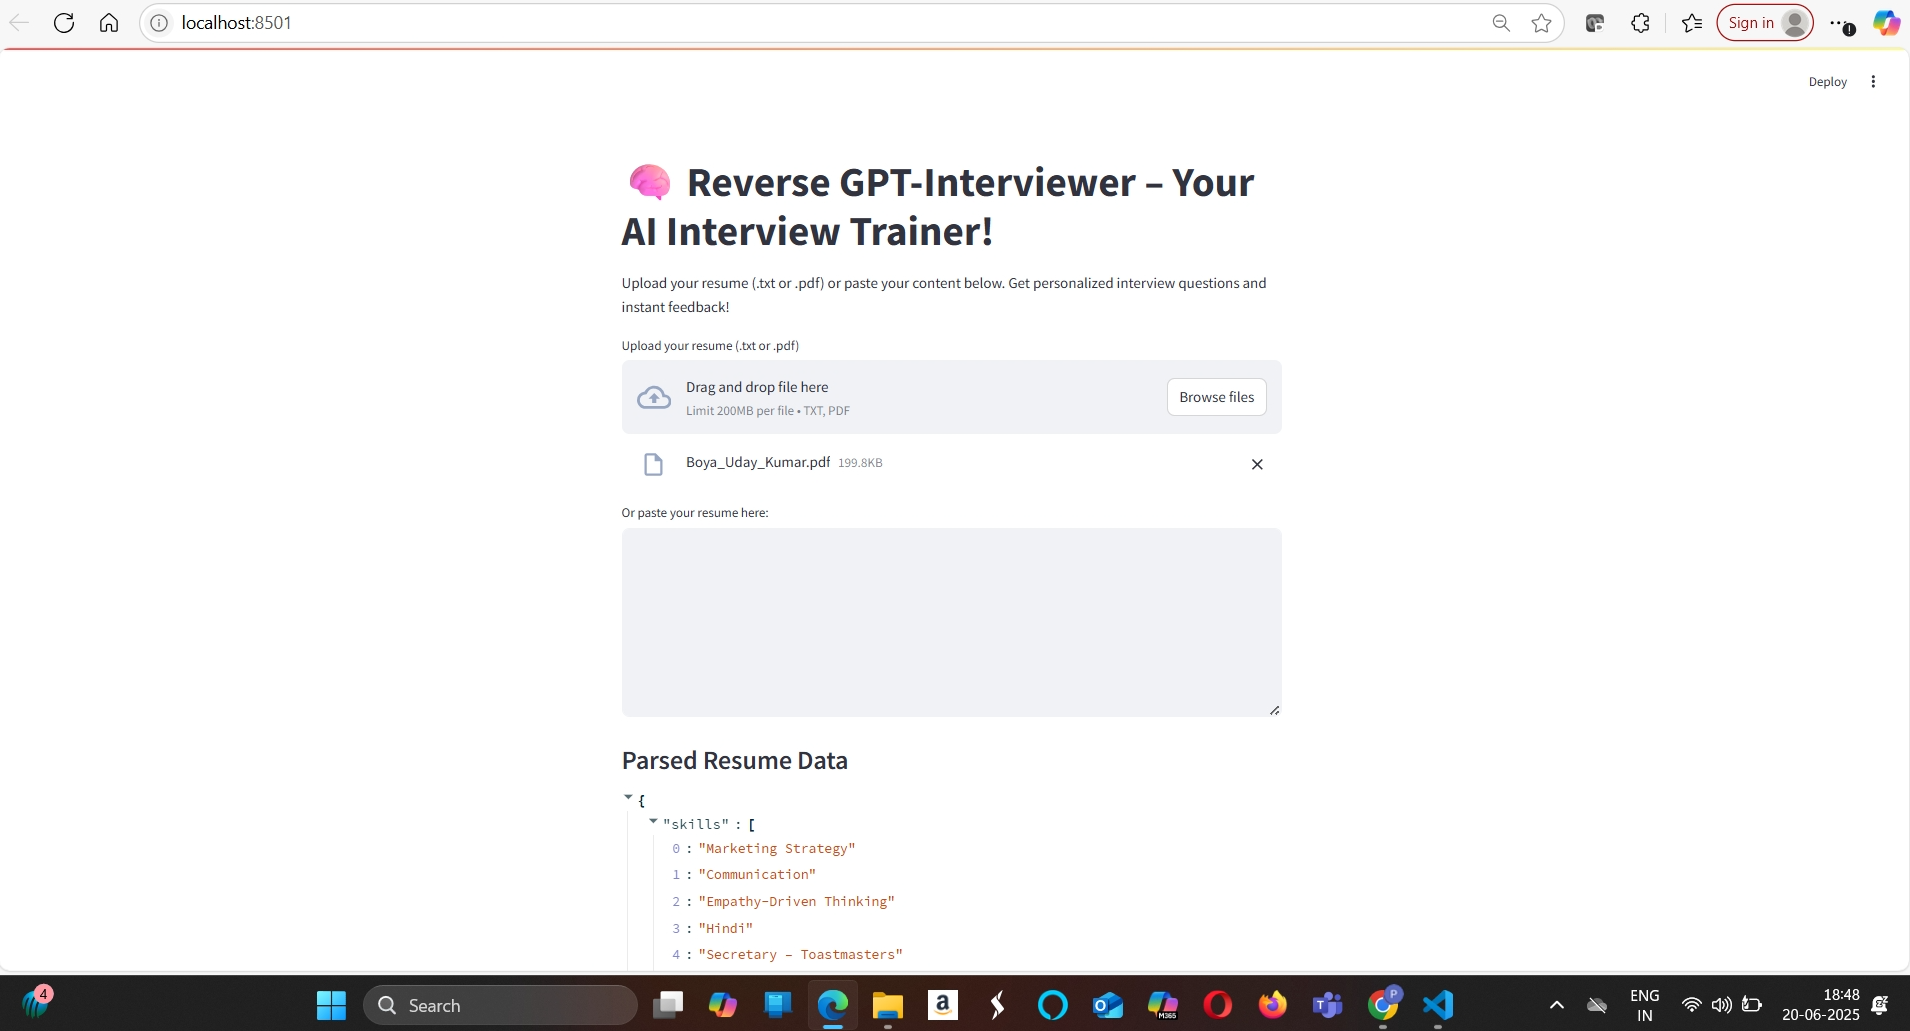 localhost:8501
Sign in
Deploy
Reverse GPT-Interviewer – Your
AI Interview Trainer!
Upload your resume (.txt or .pdf) or paste your content below. Get personalized interview questions and
instant feedback!
Upload your resume (.txt or .pdf)
Drag and drop file here
Limit 200MB per file • TXT, PDF
Browse files
Boya_Uday_Kumar.pdf 199.8KB
Or paste your resume here:
Parsed Resume Data
{
"skills" : [
0 : "Marketing Strategy"
1 : "Communication"
2 : "Empathy-Driven Thinking"
3 : "Hindi"
4 : "Secretary – Toastmasters"
4
Search
a
M365
P
ENG
IN
18:48
20-06-2025